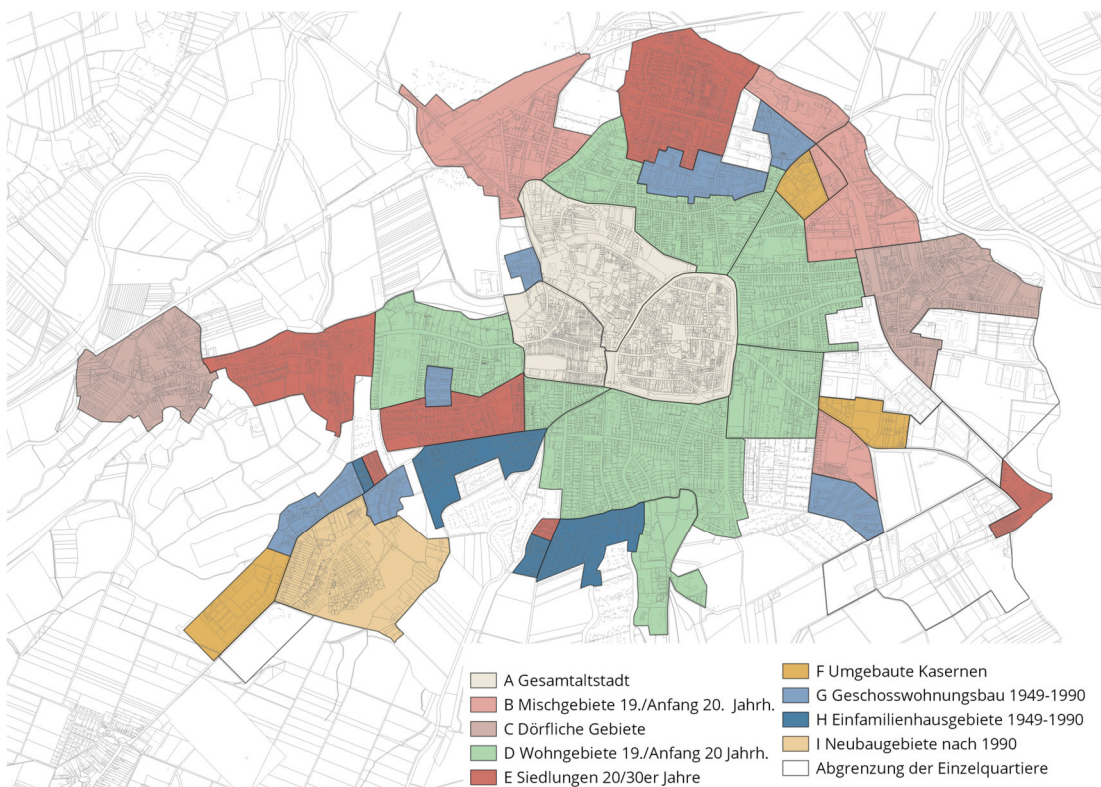 A Gesamtaltstadt
B Mischgebiete 19./Anfang 20. Jahrh.
C Dörfliche Gebiete
D Wohngebiete 19./Anfang 20 Jahrh.
E Siedlungen 20/30er Jahre
F Umgebaute Kasernen
G Geschosswohnungsbau 1949-1990
H Einfamilienhausgebiete 1949-1990
I Neubaugebiete nach 1990
Abgrenzung der Einzelquartiere